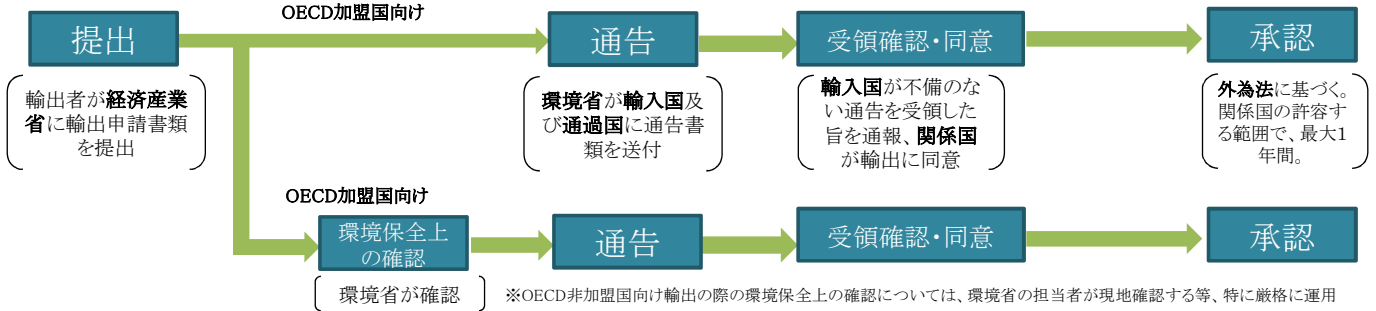 OECD加盟国向け
提出
通告
受領確認・同意
承認
輸出者が経済産業
省に輸出申請書類
を提出
環境省が輸入国及
び通過国に通告書
類を送付
輸入国が不備のな
い通告を受領した
旨を通報、関係国
が輸出に同意
外為法に基づく。
関係国の許容す
る範囲で、最大1
年間。
OECD加盟国向け
環境保全上
の確認
通告
受領確認・同意
承認
環境省が確認
※OECD非加盟国向け輸出の際の環境保全上の確認については、環境省の担当者が現地確認する等、特に厳格に運用